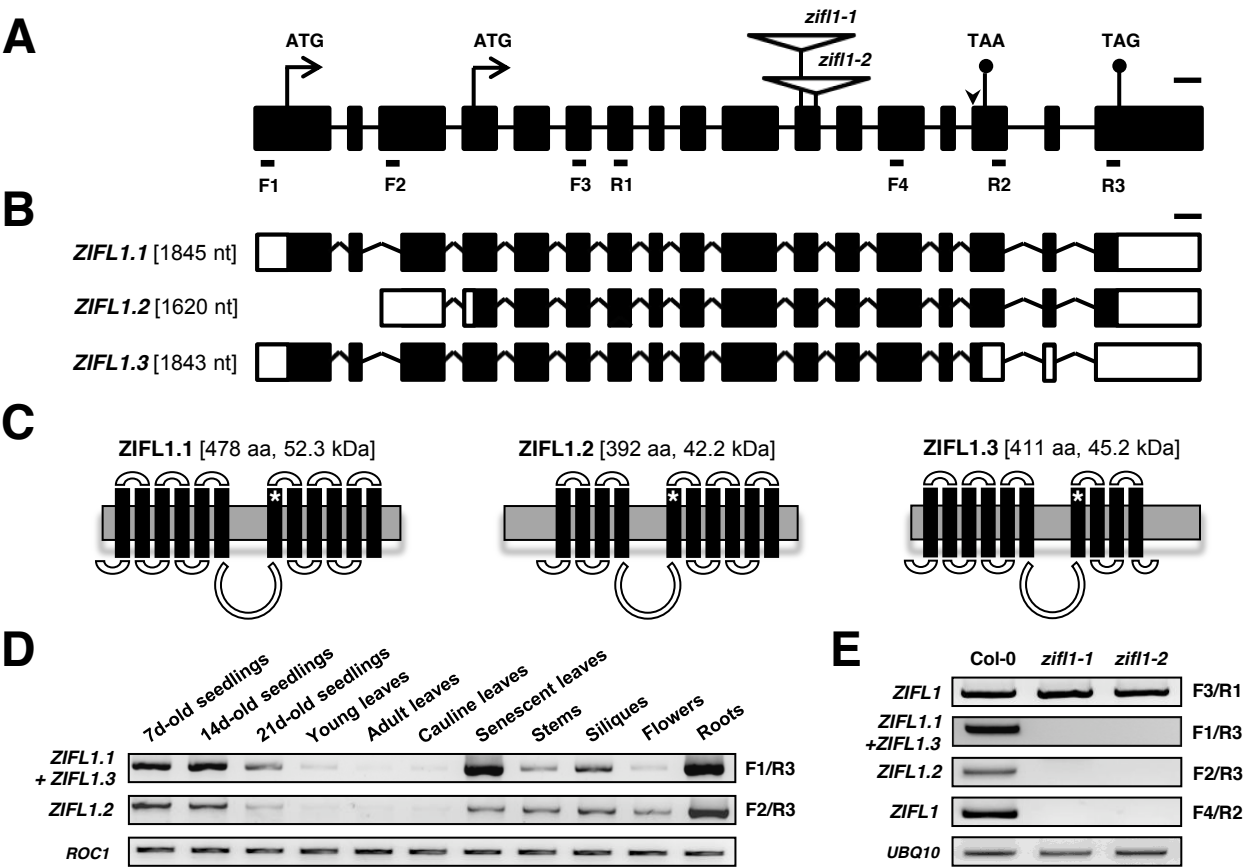 A
ATG
ATG
zifl1-1
zifl1-2
TAA
TAG
F1
F2
F3
R1
F4
R2
R3
B
ZIFL1.1 [1845 nt]
ZIFL1.2 [1620 nt]
ZIFL1.3 [1843 nt]
C
ZIFL1.1 [478 aa, 52.3 kDa]
ZIFL1.2 [392 aa, 42.2 kDa]
ZIFL1.3 [411 aa, 45.2 kDa]
*
*
*
D
7d-old seedlings
14d-old seedlings
21d-old seedlings
Young leaves
Adult leaves
Cauline leaves
Senescent leaves
Stems
Siliques
Flowers
Roots
ZIFL1.1
+ ZIFL1.3
F1/R3
ZIFL1.2
F2/R3
ROC1
E
Col-0
zifl1-1
zifl1-2
ZIFL1
F3/R1
ZIFL1.1
+ZIFL1.3
F1/R3
ZIFL1.2
F2/R3
ZIFL1
F4/R2
UBQ10